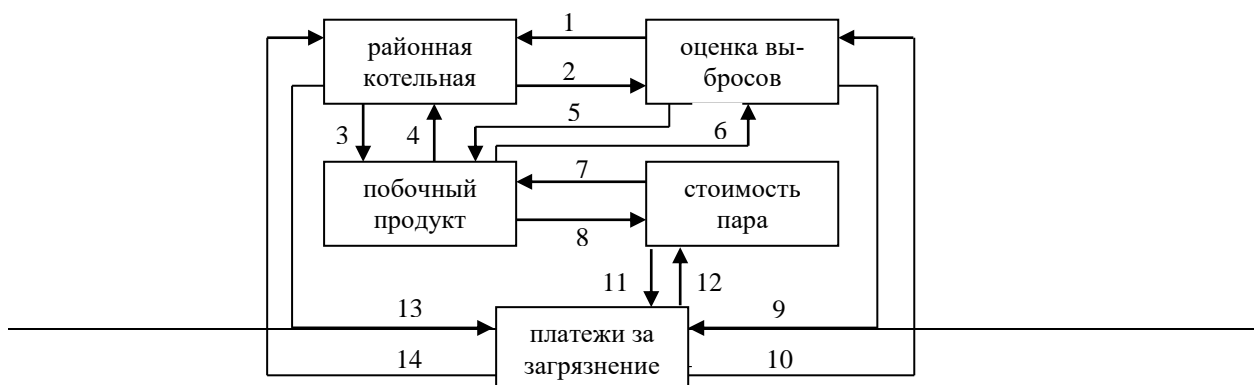 1
районная
котельная
оценка вы-
бросов
2
3
4
5
6
побочный
продукт
7
стоимость
пара
8
11
12
13
9
платежи за
загрязнение
14
10